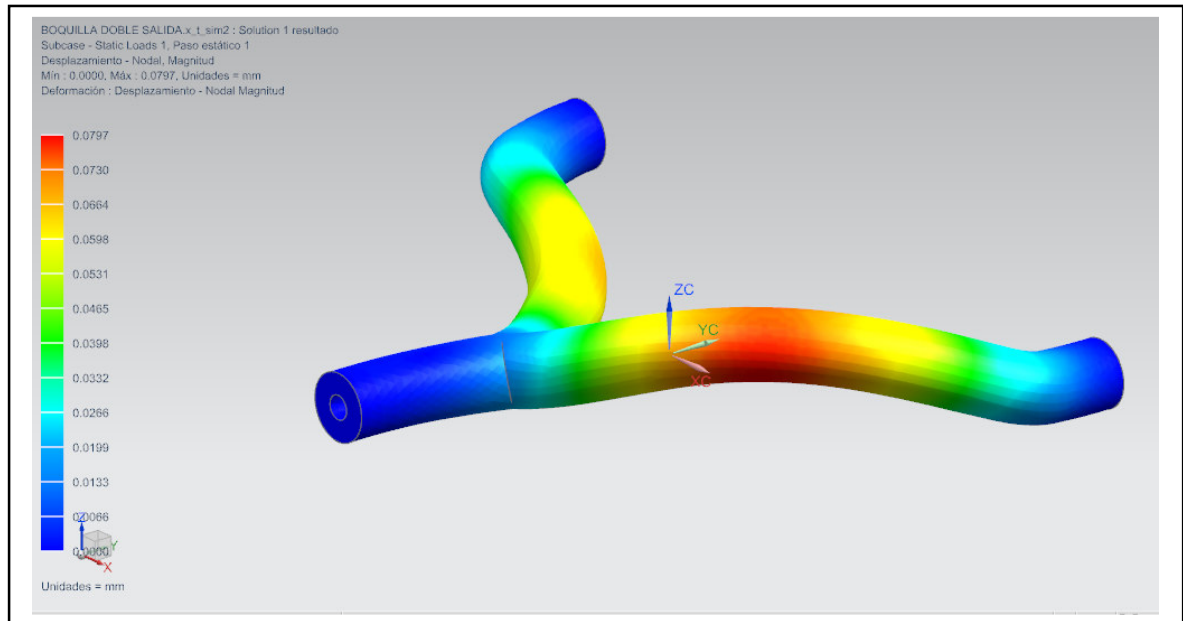 BOQUILLA DOBLE SALIDA.x_t_sim2 : Solution 1 resultado
Subcase - Static Loads 1, Paso estático 1
Desplazamiento - Nodal, Magnitud
Mín : 0.0000, Máx : 0.0797, Unidades = mm
Deformación : Desplazamiento - Nodal Magnitud
0.0797
0.0730
0.0664
0.0598
0.0531
0.0465
0.0398
0.0332
0.0266
0.0199
0.0133
0.0066
0.0000
Unidades = mm
ZC
YC
XC
Z
Y
X